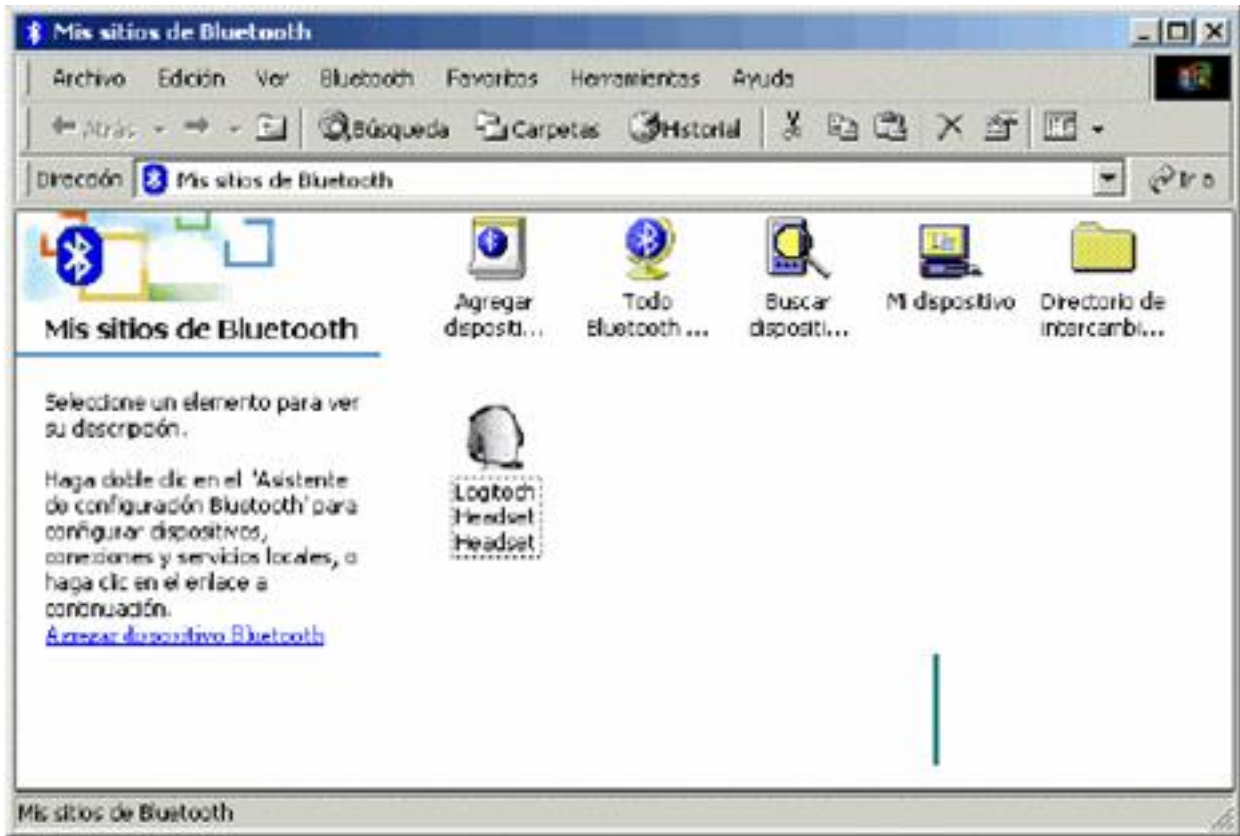 Mis sitios de Bluetooth
Archivo Edición Ver Bluetooth Favoritos Herramientas Ayuda
Atrás Búsqueda Carpetas Historial
Dirección Mis sitios de Bluetooth Ir a
Mis sitios de Bluetooth
Seleccione un elemento para ver
su descripción.
Haga doble clic en el 'Asistente
de configuración Bluetooth' para
configurar dispositivos,
conexiones y servicios locales, o
haga clic en el enlace a
continuación.
Agregar dispositivo Bluetooth
Agregar
dispositi...
Todo
Bluetooth ...
Buscar
dispositi...
Mi dispositivo
Directorio de
intercambi...
Logitech
Headset
Headset
Mis sitios de Bluetooth